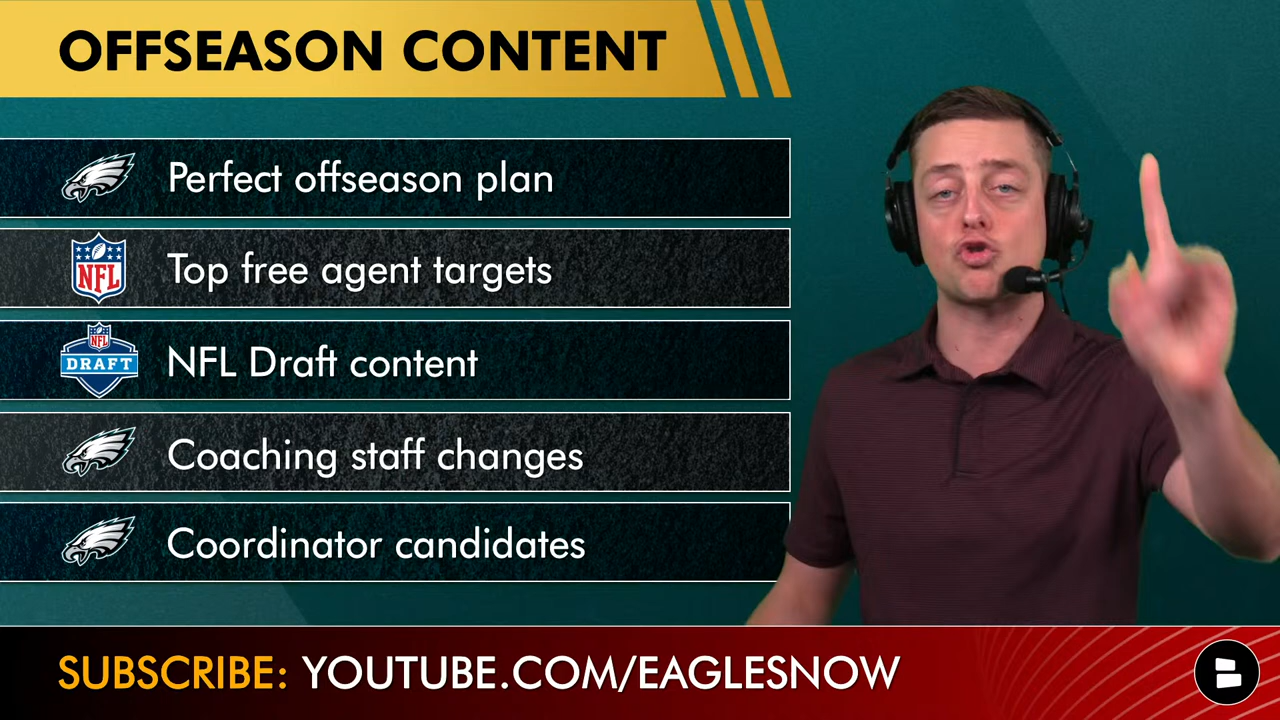 OFFSEASON CONTENT
Perfect offseason plan
NFL
Top free agent targets
NFL
DRAFT
NFL Draft content
Coaching staff changes
Coordinator candidates
SUBSCRIBE: YOUTUBE.COM/EAGLESNOW